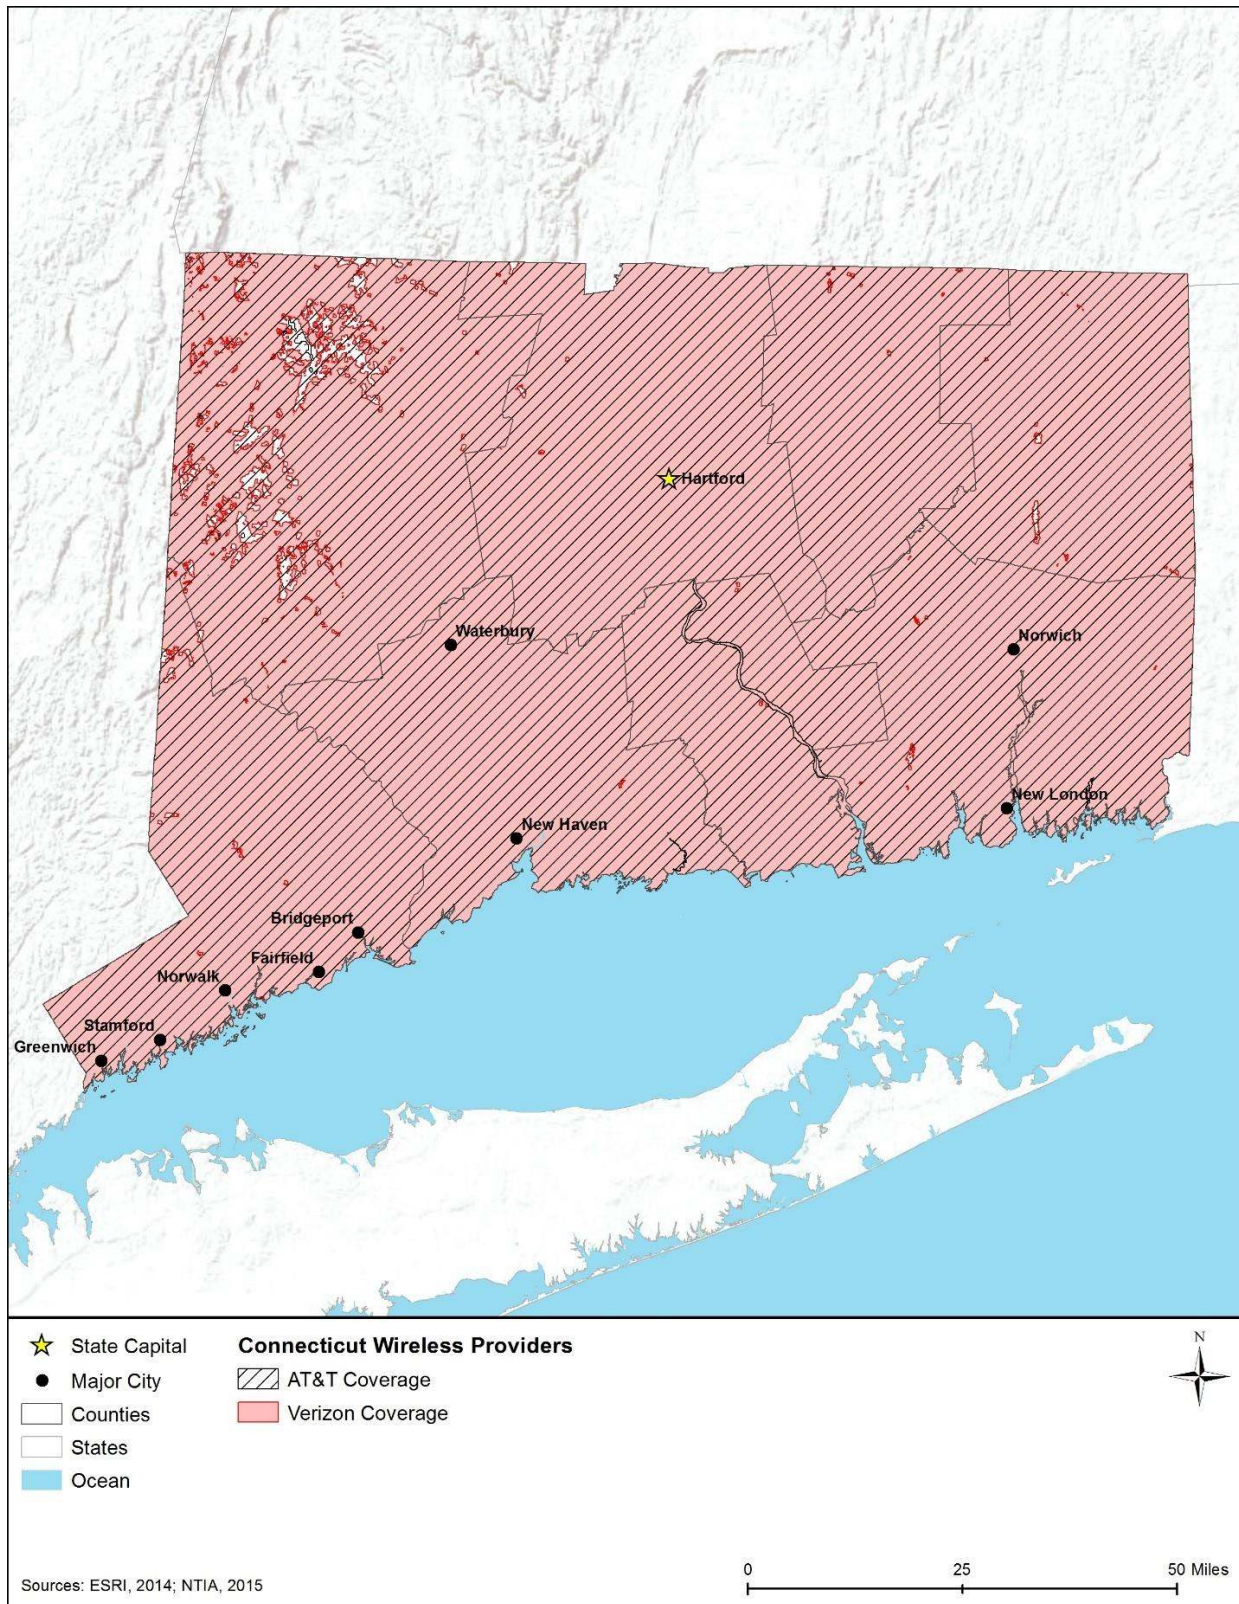 Hartford
Waterbury
Norwich
New London
New Haven
Bridgeport
Fairfield
Norwalk
Stamford
Greenwich
State Capital
Major City
Counties
States
Ocean
Connecticut Wireless Providers
AT&T Coverage
Verizon Coverage
N
Sources: ESRI, 2014; NTIA, 2015
0 25 50 Miles